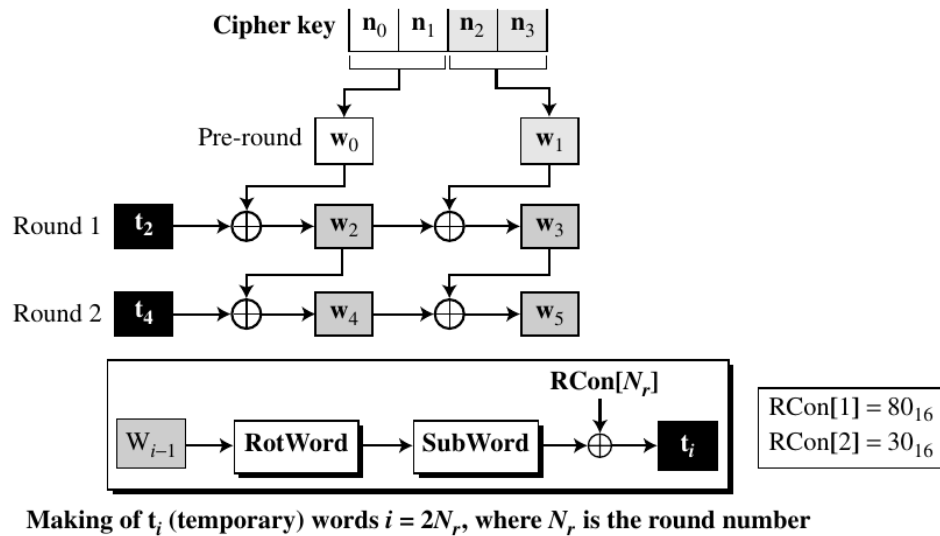 Cipher key n₀ n₁ n₂ n₃
Pre-round w₀ w₁
Round 1 t₂ w₂ w₃
Round 2 t₄ w₄ w₅
RCon[Nᵣ]
Wᵢ₋₁ RotWord SubWord tᵢ
RCon[1] = 80₁₆
RCon[2] = 30₁₆
Making of tᵢ (temporary) words i = 2Nᵣ, where Nᵣ is the round number